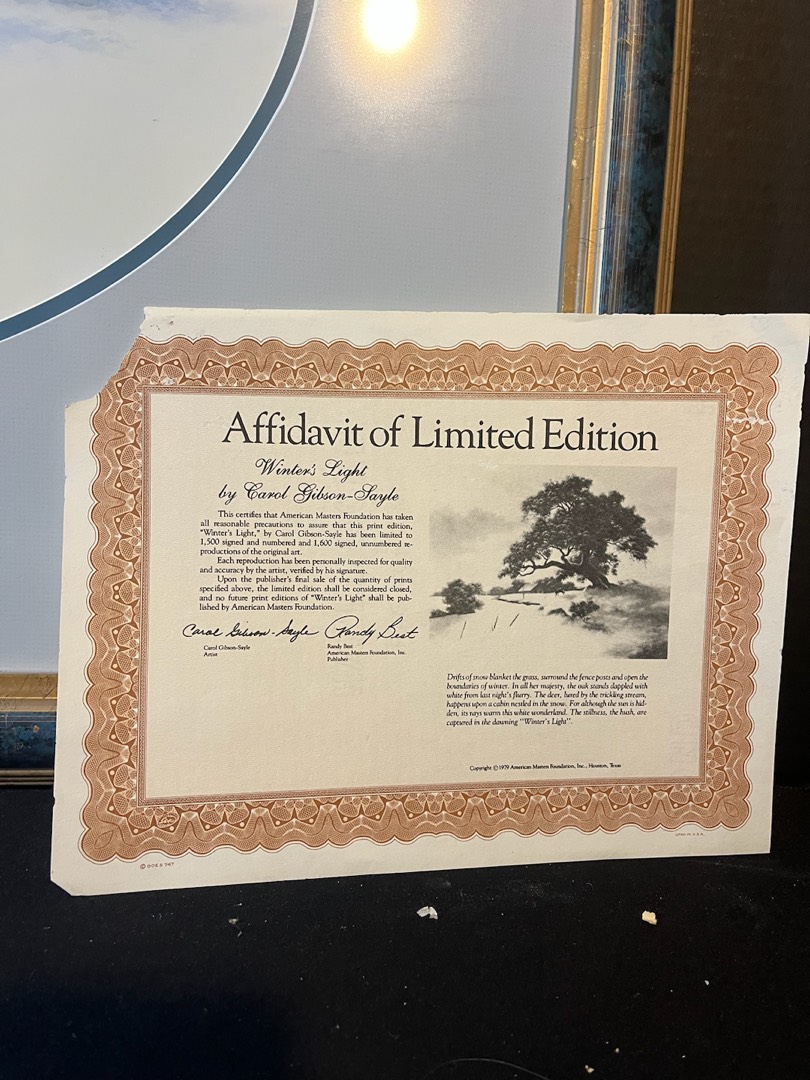 Affidavit of Limited Edition
Winter's Light
by Carol Gibson-Sayle
This certifies that American Masters Foundation has taken
all reasonable precautions to assure that this print edition,
"Winter's Light," by Carol Gibson-Sayle has been limited to
1,500 signed and numbered and 1,600 signed, unnumbered re-
productions of the original art.
Each reproduction has been personally inspected for quality
and accuracy by the artist, verified by his signature.
Upon the publisher's final sale of the quantity of prints
specified above, the limited edition shall be considered closed,
and no future print editions of "Winter's Light" shall be pub-
lished by American Masters Foundation.
Carol Gibson-Sayle
Carol Gibson-Sayle
Artist
Randy Best
Randy Best
American Masters Foundation, Inc.
Publisher
Drifts of snow blanket the grass, surround the fence posts and open the
boundaries of winter. In all her majesty, the oak stands dappled with
white from last night's flurry. The deer, lured by the trickling stream,
happens upon a cabin nestled in the snow. For although the sun is hid-
den, its rays warm this white wonderland. The stillness, the hush, are
captured in the dawning "Winter's Light".
Copyright © 1979 American Masters Foundation, Inc., Houston, Texas
© GOES 747
LITHO IN U.S.A.